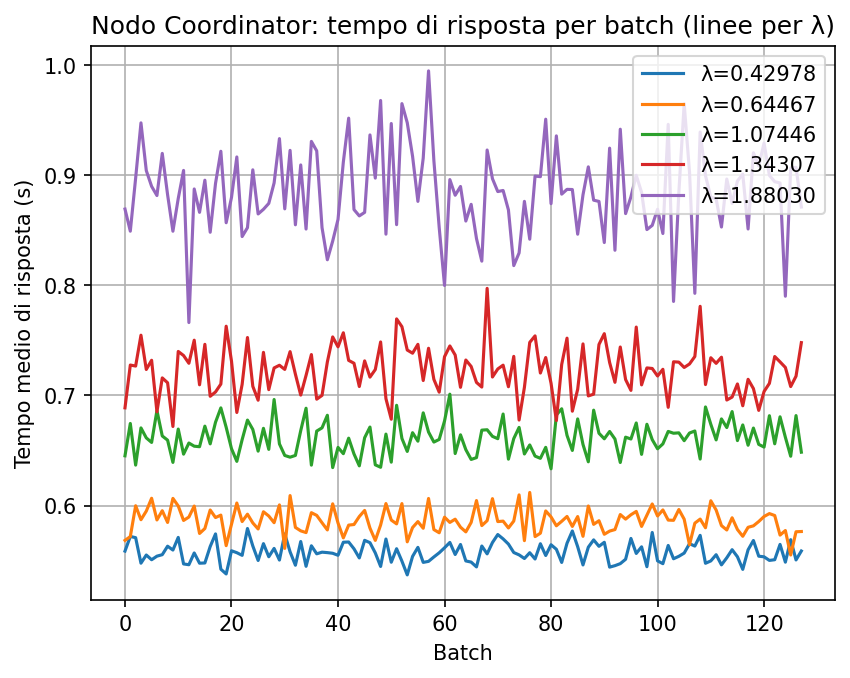 Nodo Coordinator: tempo di risposta per batch (linee per λ)
λ=0.42978
λ=0.64467
λ=1.07446
λ=1.34307
λ=1.88030
Tempo medio di risposta (s)
1.0
0.9
0.8
0.7
0.6
0 20 40 60 80 100 120
Batch